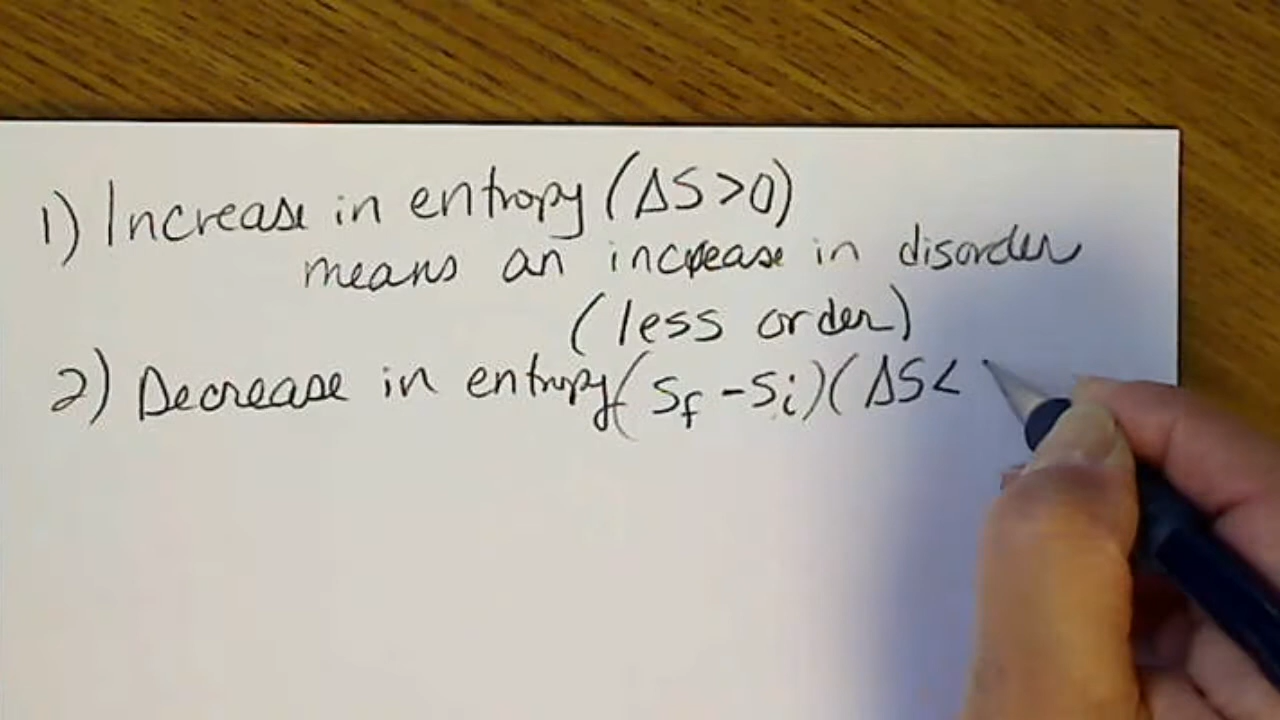 1) Increase in entropy (ΔS>0)
means an increase in disorder
(less order)
2) Decrease in entropy (Sf - Si) (ΔS<